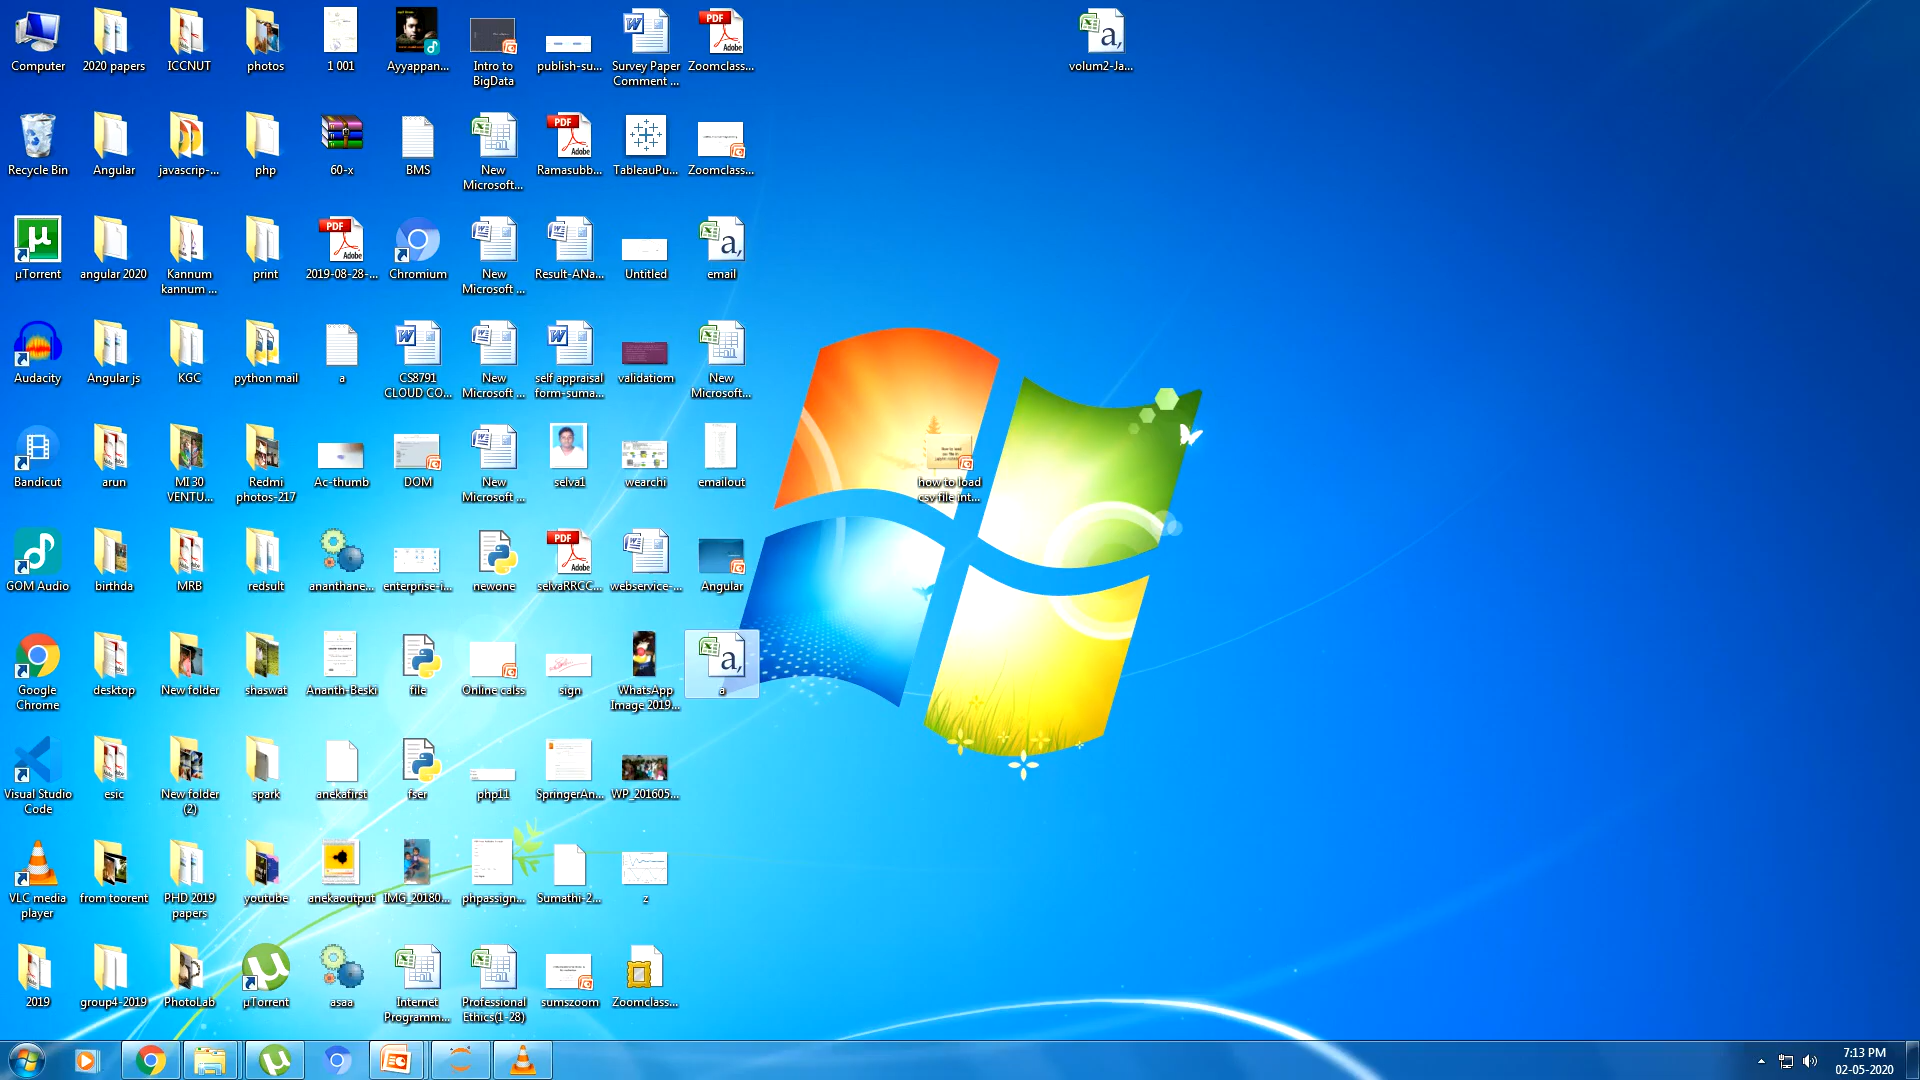 Computer
2020 papers
ICCNUT
photos
1 001
Ayyappan...
Intro to
BigData
publish-su...
Survey Paper
Comment ...
Zoomclass...
volum2-Ja...
Recycle Bin
Angular
javascrip-...
php
60-x
BMS
New
Microsoft...
Ramasubb...
TableauPu...
Zoomclass...
µTorrent
angular 2020
Kannum
kannum ...
print
2019-08-28-...
Chromium
New
Microsoft ...
Result-ANa...
Untitled
email
Audacity
Angular js
KGC
python mail
a
CS8791
CLOUD CO...
New
Microsoft ...
self appraisal
form-suma...
validatiom
New
Microsoft...
Bandicut
arun
MI 30
VENTU...
Redmi
photos-217
Ac-thumb
DOM
New
Microsoft ...
selva1
wearchi
emailout
how to load
csv file int...
GOM Audio
birthda
MRB
redsult
ananthane...
enterprise-i...
newone
selvaRRCC...
webservice-...
Angular
Google
Chrome
desktop
New folder
shaswat
Ananth-Beski
file
Online calss
sign
WhatsApp
Image 2019...
a
Visual Studio
Code
esic
New folder
(2)
spark
anekafirst
fser
php11
SpringerAn...
WP_201605...
VLC media
player
from toorent
PHD 2019
papers
youtube
anekaoutput
IMG_20180...
phpassign...
Sumathi-2...
z
2019
group4-2019
PhotoLab
µTorrent
asaa
Internet
Programm...
Professional
Ethics(1-28)
sumszoom
Zoomclass...
7:13 PM
02-05-2020